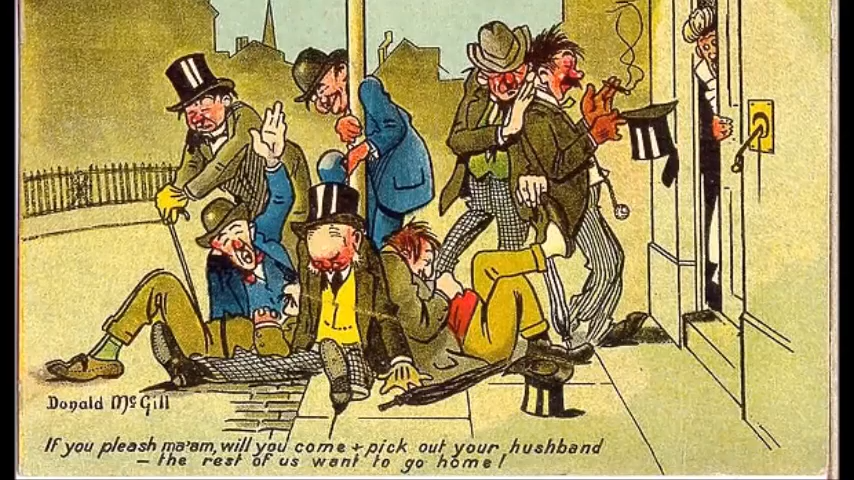 Donald McGill
If you pleash ma'am, will you come + pick out your hushband
– the rest of us want to go home!